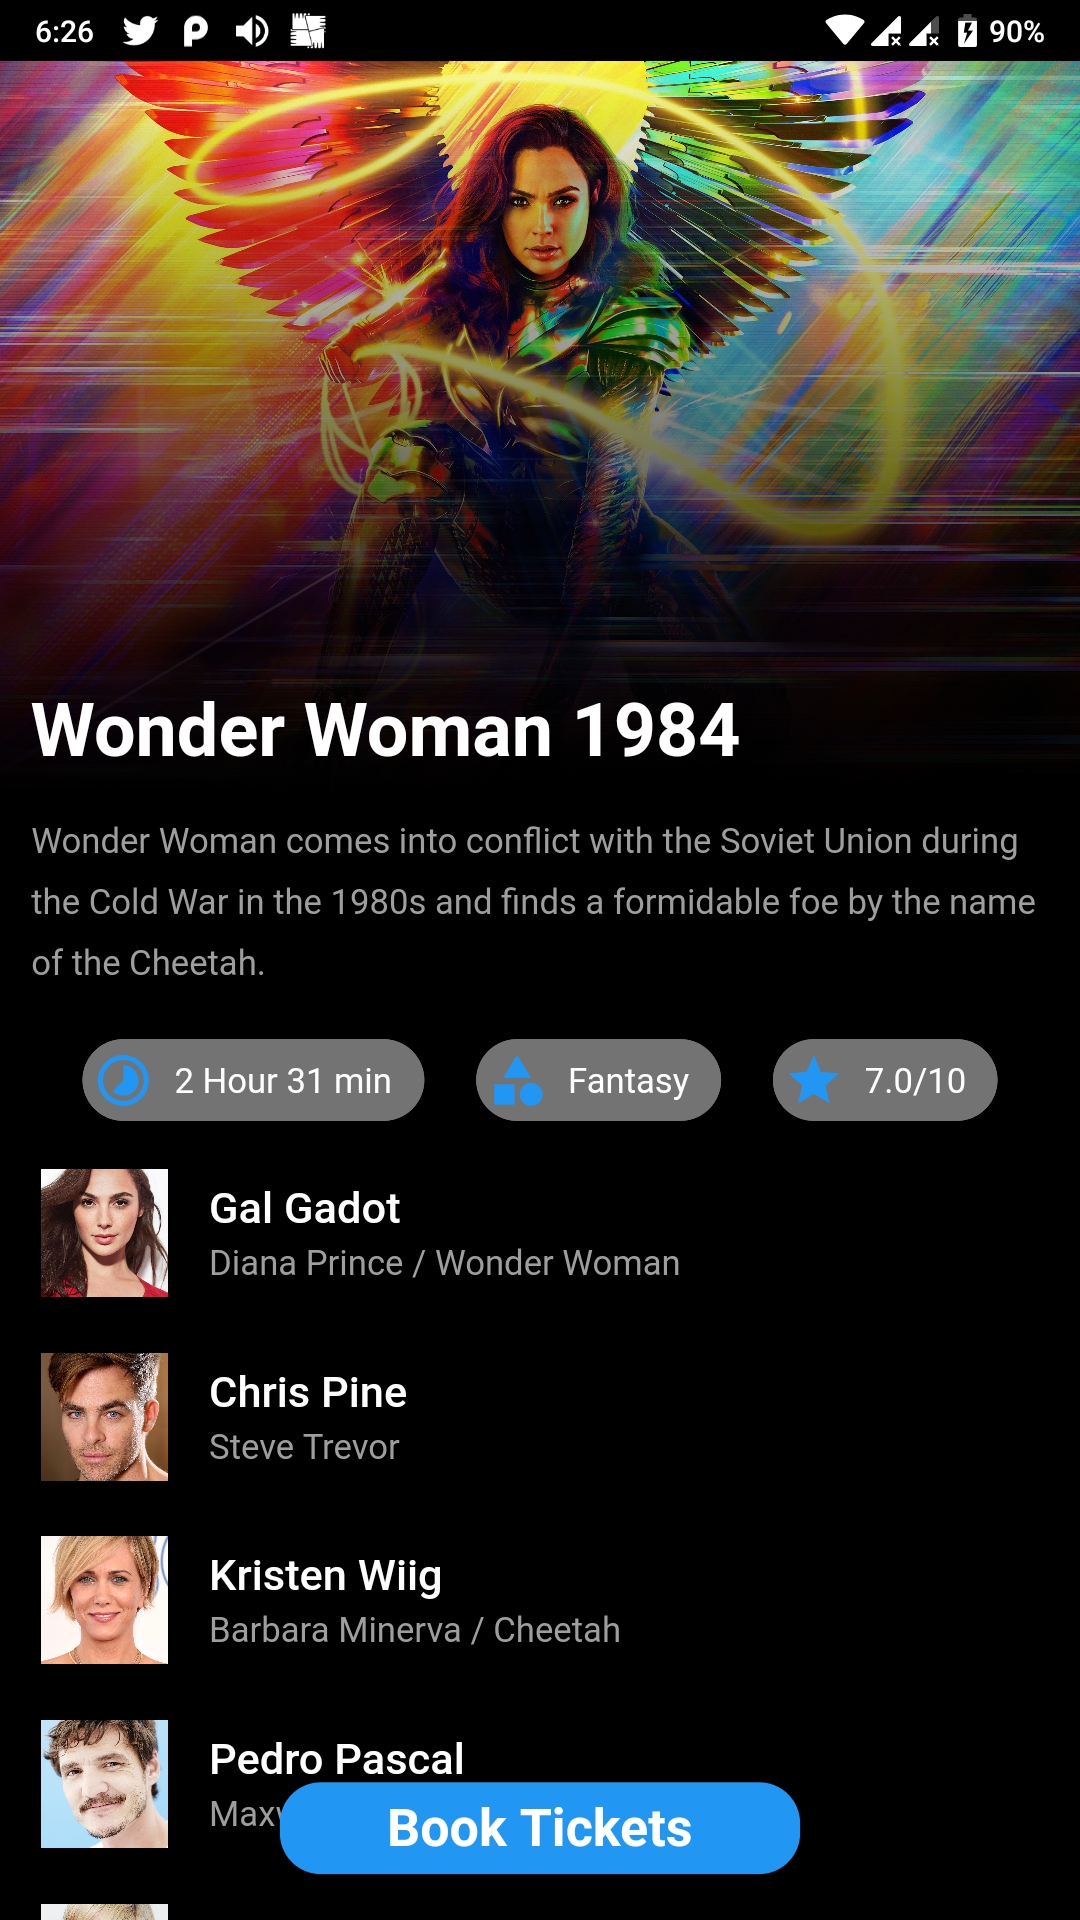 6:26
90%
Wonder Woman 1984
Wonder Woman comes into conflict with the Soviet Union during
the Cold War in the 1980s and finds a formidable foe by the name
of the Cheetah.
2 Hour 31 min
Fantasy
7.0/10
Gal Gadot
Diana Prince / Wonder Woman
Chris Pine
Steve Trevor
Kristen Wiig
Barbara Minerva / Cheetah
Pedro Pascal
Book Tickets